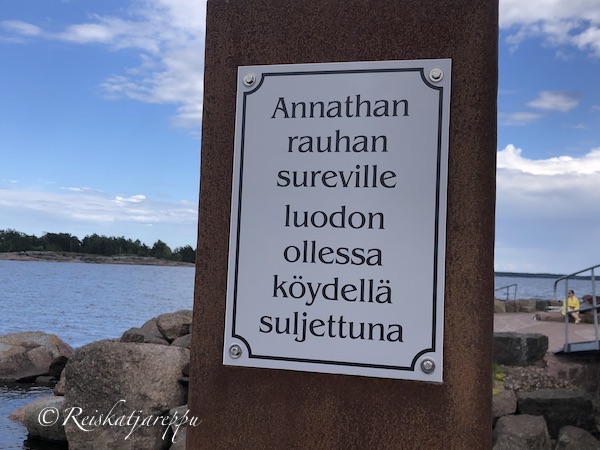 Annathan
rauhan
sureville
luodon
ollessa
köydellä
suljettuna
©Reiskatjareppu